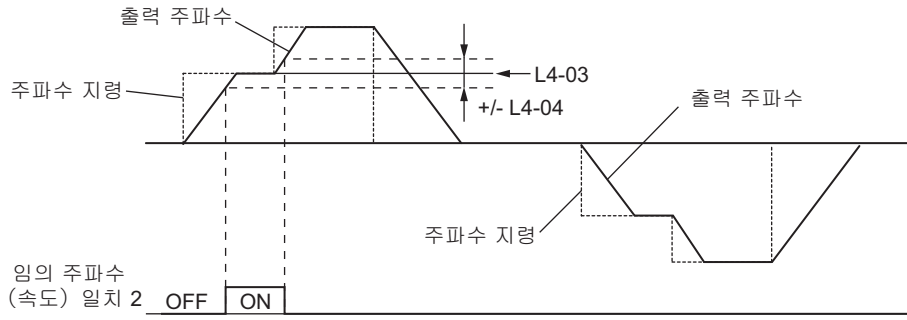 출력 주파수
주파수 지령
L4-03
+/- L4-04
출력 주파수
주파수 지령
임의 주파수
(속도) 일치 2 OFF ON